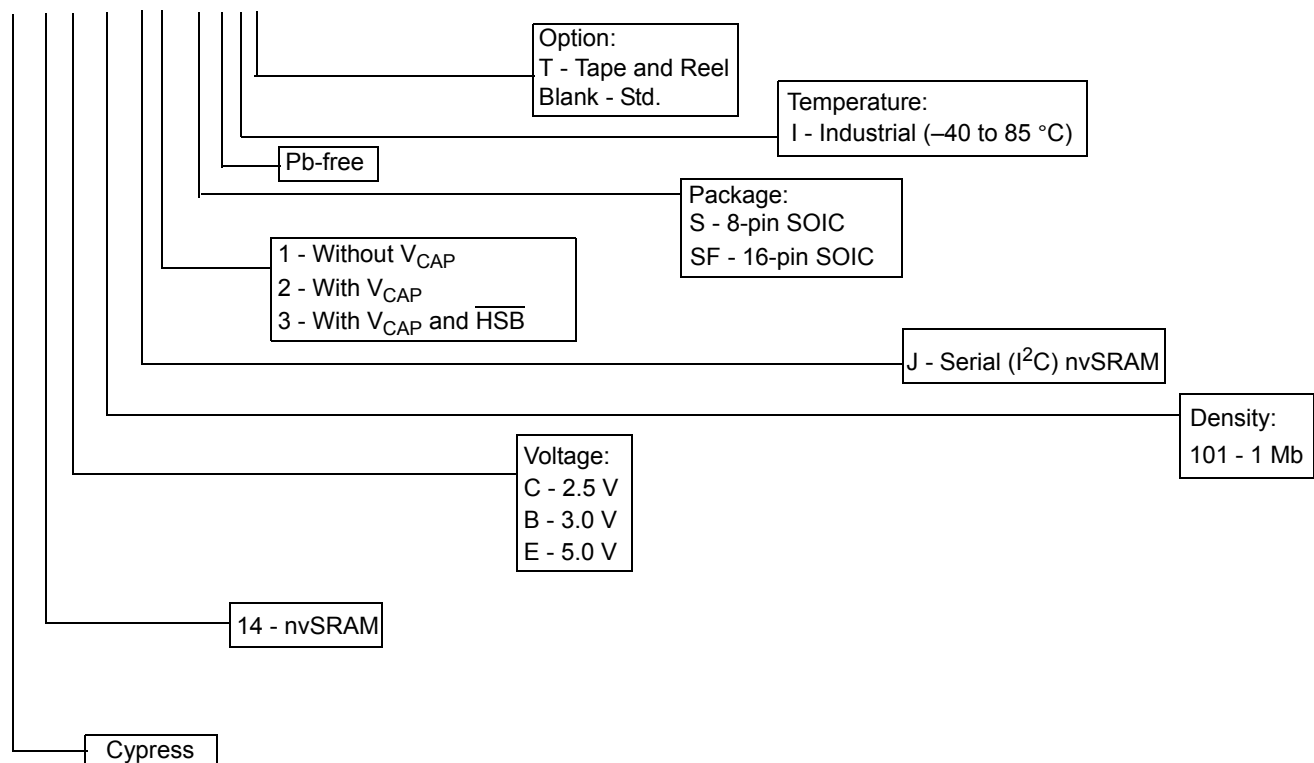 Option:
T - Tape and Reel
Blank - Std.
Temperature:
I - Industrial (–40 to 85 °C)
Pb-free
Package:
S - 8-pin SOIC
SF - 16-pin SOIC
1 - Without VCAP
2 - With VCAP
3 - With VCAP and H̅S̅B̅
J - Serial (I²C) nvSRAM
Density:
101 - 1 Mb
Voltage:
C - 2.5 V
B - 3.0 V
E - 5.0 V
14 - nvSRAM
Cypress